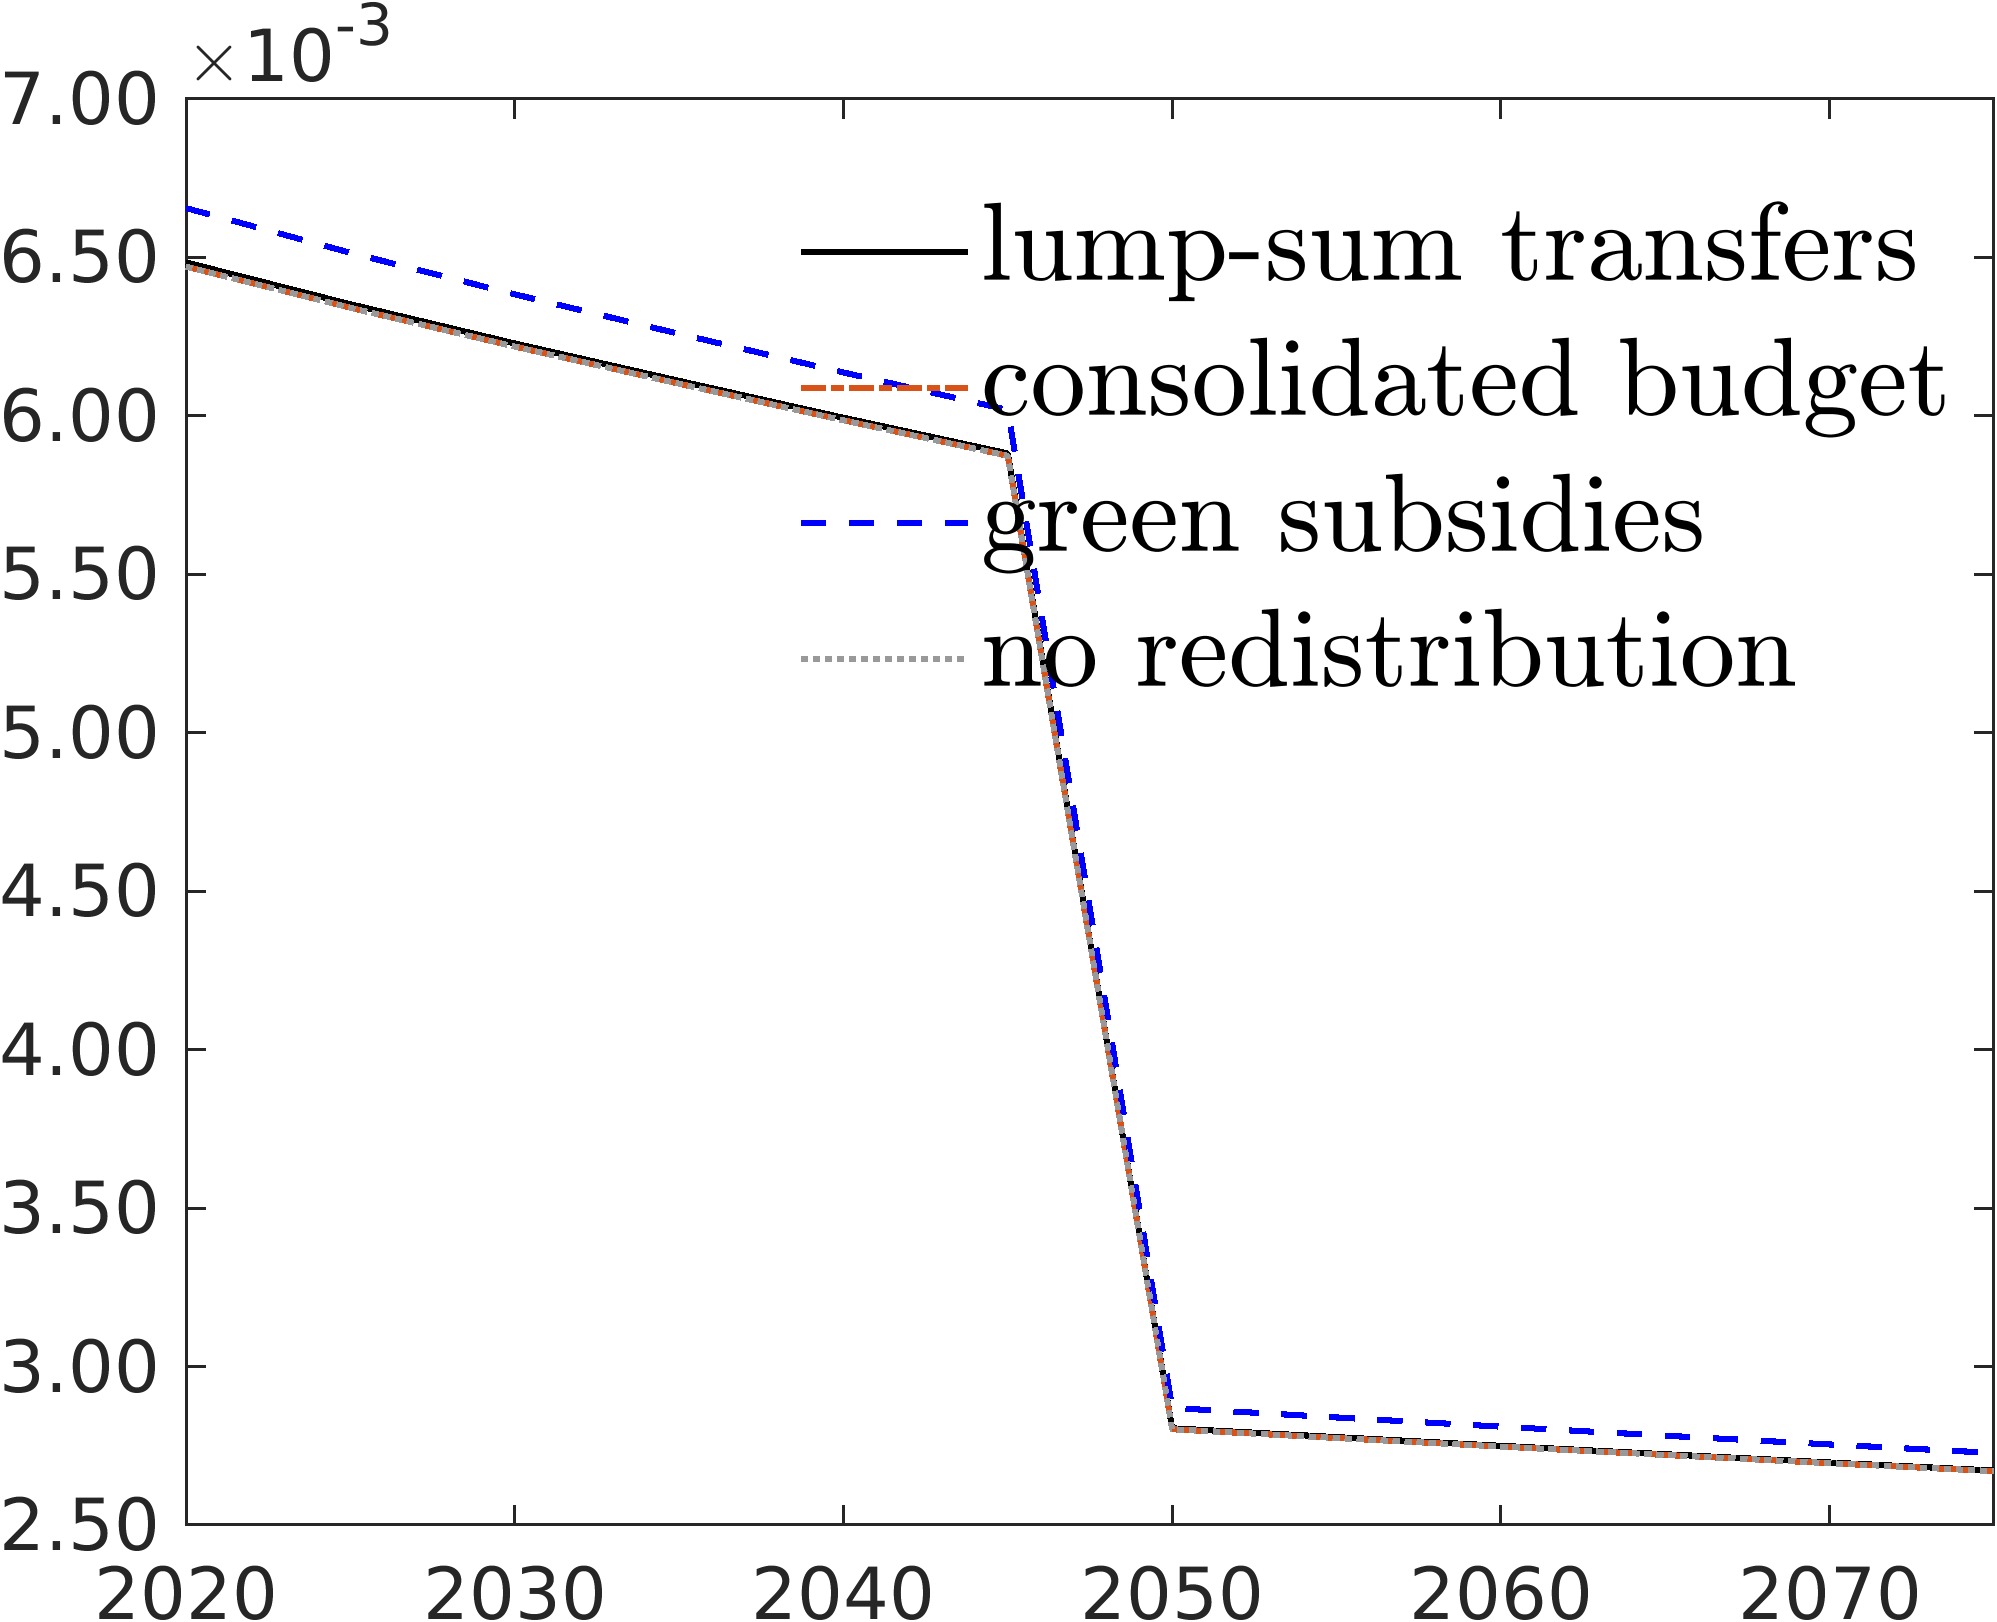 ×10-3
7.00
6.50
6.00
5.50
5.00
4.50
4.00
3.50
3.00
2.50
lump-sum transfers
consolidated budget
green subsidies
no redistribution
2020 2030 2040 2050 2060 2070